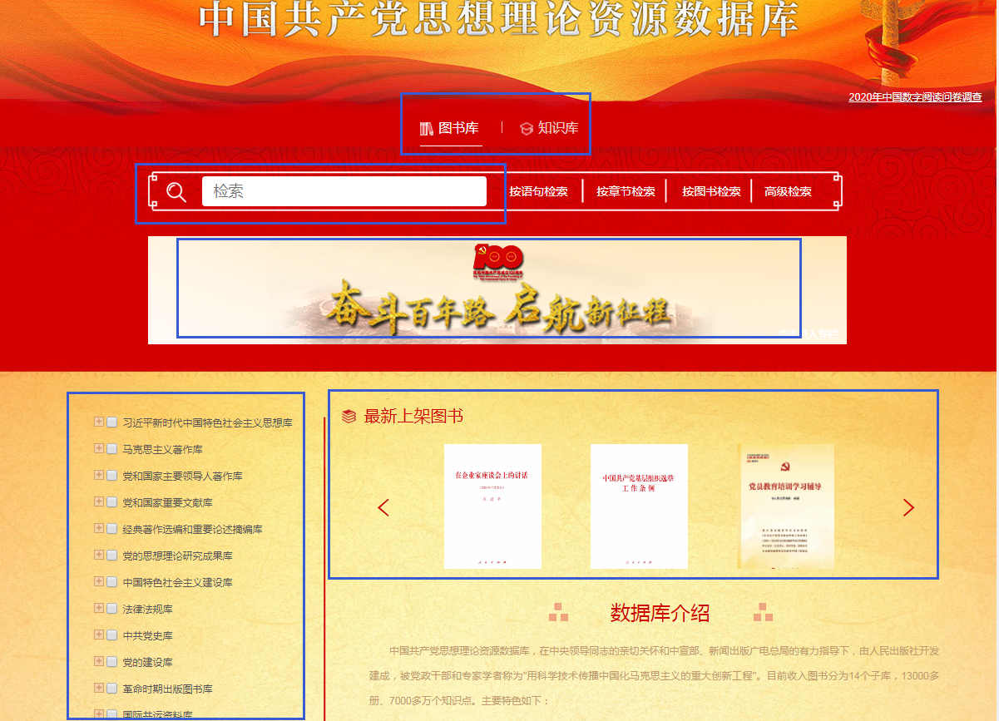 中国共产党思想理论资源数据库
2020年中国数字阅读问卷调查
图书库 | 知识库
检索 按语句检索 按章节检索 按图书检索 高级检索
100
奋斗百年路 启航新征程
习近平新时代中国特色社会主义思想库
马克思主义著作库
党和国家主要领导人著作库
党和国家重要文献库
经典著作选编和重要论述摘编库
党的思想理论研究成果库
中国特色社会主义建设库
法律法规库
中共党史库
党的建设库
革命时期出版图书库
国际共运资料库
最新上架图书
在企业家座谈会上的讲话
习近平
人民出版社
中国共产党基层组织选举
工作条例
人民出版社
党员教育培训学习辅导
数据库介绍
中国共产党思想理论资源数据库，在中央领导同志的亲切关怀和中宣部、新闻出版广电总局的有力指导下，由人民出版社开发
建成，被党政干部和专家学者称为"用科学技术传播中国化马克思主义的重大创新工程"。目前收入图书分为14个子库，13000多
册、7000多万个知识点。主要特色如下：